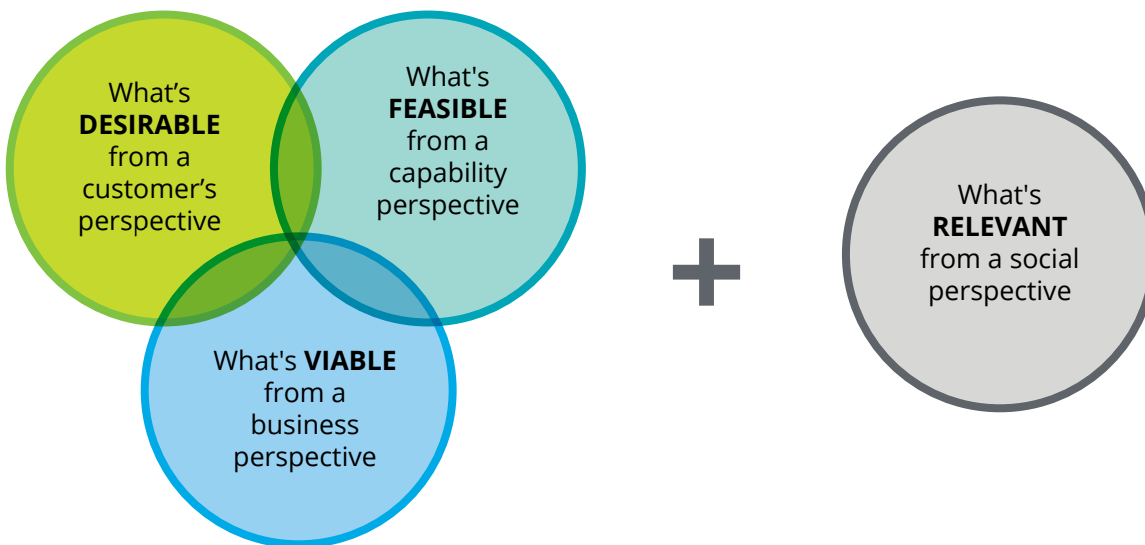 What’s
DESIRABLE
from a
customer’s
perspective
What's
FEASIBLE
from a
capability
perspective
What's VIABLE
from a
business
perspective
+
What's
RELEVANT
from a social
perspective